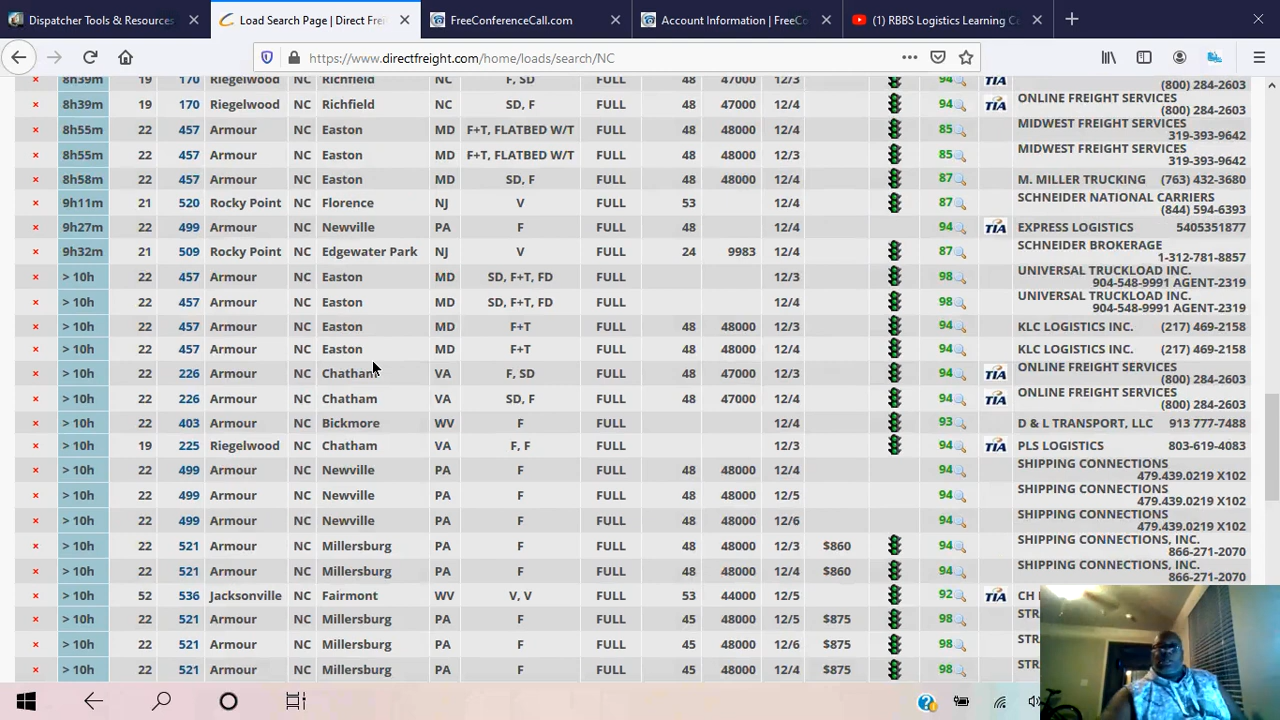 Dispatcher Tools & Resources
Load Search Page | Direct Frei
FreeConferenceCall.com
Account Information | FreeCo
(1) RBBS Logistics Learning C
https://www.directfreight.com/home/loads/search/NC
8h39m 19 170 Riegelwood NC Richfield NC F, SD FULL 48 47000 12/3 94 TIA (800) 284-2603
8h39m 19 170 Riegelwood NC Richfield NC SD, F FULL 48 47000 12/4 94 TIA ONLINE FREIGHT SERVICES (800) 284-2603
8h55m 22 457 Armour NC Easton MD F+T, FLATBED W/T FULL 48 48000 12/4 85 MIDWEST FREIGHT SERVICES 319-393-9642
8h55m 22 457 Armour NC Easton MD F+T, FLATBED W/T FULL 48 48000 12/3 85 MIDWEST FREIGHT SERVICES 319-393-9642
8h58m 22 457 Armour NC Easton MD SD, F FULL 48 48000 12/4 87 M. MILLER TRUCKING (763) 432-3680
9h11m 21 520 Rocky Point NC Florence NJ V FULL 53 12/4 87 SCHNEIDER NATIONAL CARRIERS (844) 594-6393
9h27m 22 499 Armour NC Newville PA F FULL 48 12/4 94 TIA EXPRESS LOGISTICS 5405351877
9h32m 21 509 Rocky Point NC Edgewater Park NJ V FULL 24 9983 12/4 87 SCHNEIDER BROKERAGE 1-312-781-8857
> 10h 22 457 Armour NC Easton MD SD, F+T, FD FULL 12/3 98 UNIVERSAL TRUCKLOAD INC. 904-548-9991 AGENT-2319
> 10h 22 457 Armour NC Easton MD SD, F+T, FD FULL 12/4 98 UNIVERSAL TRUCKLOAD INC. 904-548-9991 AGENT-2319
> 10h 22 457 Armour NC Easton MD F+T FULL 48 48000 12/3 94 KLC LOGISTICS INC. (217) 469-2158
> 10h 22 457 Armour NC Easton MD F+T FULL 48 48000 12/4 94 KLC LOGISTICS INC. (217) 469-2158
> 10h 22 226 Armour NC Chatham VA F, SD FULL 48 47000 12/3 94 TIA ONLINE FREIGHT SERVICES (800) 284-2603
> 10h 22 226 Armour NC Chatham VA SD, F FULL 48 47000 12/4 94 TIA ONLINE FREIGHT SERVICES (800) 284-2603
> 10h 22 403 Armour NC Bickmore WV F FULL 12/4 93 D & L TRANSPORT, LLC 913 777-7488
> 10h 19 225 Riegelwood NC Chatham VA F, F FULL 12/3 94 TIA PLS LOGISTICS 803-619-4083
> 10h 22 499 Armour NC Newville PA F FULL 48 48000 12/4 94 SHIPPING CONNECTIONS 479.439.0219 X102
> 10h 22 499 Armour NC Newville PA F FULL 48 48000 12/5 94 SHIPPING CONNECTIONS 479.439.0219 X102
> 10h 22 499 Armour NC Newville PA F FULL 48 48000 12/6 94 SHIPPING CONNECTIONS 479.439.0219 X102
> 10h 22 521 Armour NC Millersburg PA F FULL 48 48000 12/3 $860 94 SHIPPING CONNECTIONS, INC. 866-271-2070
> 10h 22 521 Armour NC Millersburg PA F FULL 48 48000 12/4 $860 94 SHIPPING CONNECTIONS, INC. 866-271-2070
> 10h 52 536 Jacksonville NC Fairmont WV V, V FULL 53 44000 12/5 92 TIA CH
> 10h 22 521 Armour NC Millersburg PA F FULL 45 48000 12/5 $875 98 STR
> 10h 22 521 Armour NC Millersburg PA F FULL 45 48000 12/6 $875 98 STR
> 10h 22 521 Armour NC Millersburg PA F FULL 45 48000 12/4 $875 98 STR